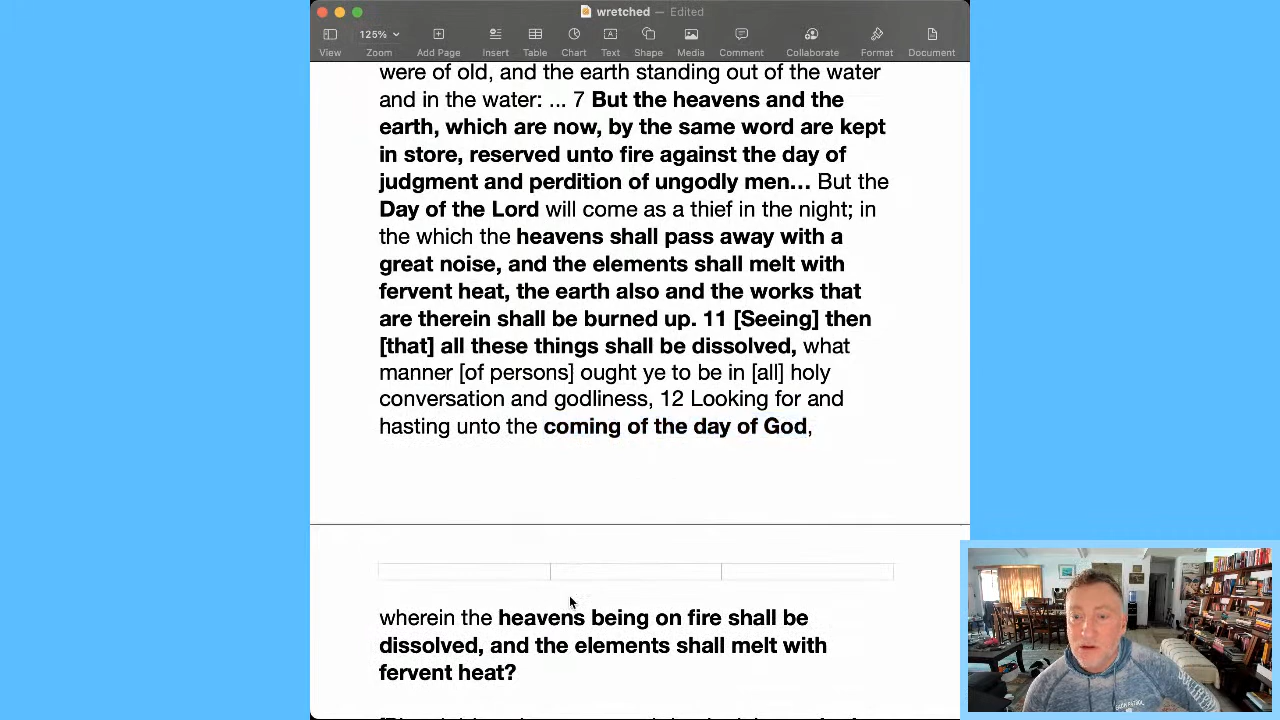 wretched — Edited
125%
View Zoom Add Page Insert Table Chart Text Shape Media Comment Collaborate Format Document
were of old, and the earth standing out of the water
and in the water: ... 7 But the heavens and the
earth, which are now, by the same word are kept
in store, reserved unto fire against the day of
judgment and perdition of ungodly men… But the
Day of the Lord will come as a thief in the night; in
the which the heavens shall pass away with a
great noise, and the elements shall melt with
fervent heat, the earth also and the works that
are therein shall be burned up. 11 [Seeing] then
[that] all these things shall be dissolved, what
manner [of persons] ought ye to be in [all] holy
conversation and godliness, 12 Looking for and
hasting unto the coming of the day of God,
wherein the heavens being on fire shall be
dissolved, and the elements shall melt with
fervent heat?